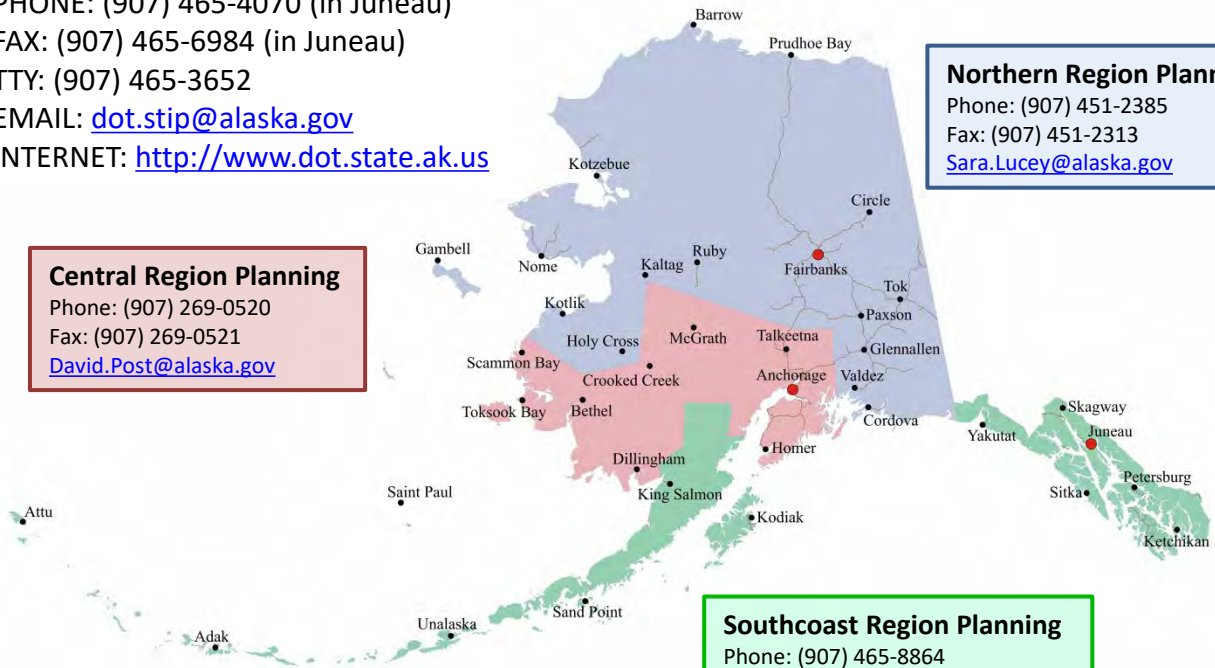 PHONE: (907) 465-4070 (in Juneau)
FAX: (907) 465-6984 (in Juneau)
TTY: (907) 465-3652
EMAIL: dot.stip@alaska.gov
INTERNET: http://www.dot.state.ak.us
Northern Region Plann
Phone: (907) 451-2385
Fax: (907) 451-2313
Sara.Lucey@alaska.gov
Central Region Planning
Phone: (907) 269-0520
Fax: (907) 269-0521
David.Post@alaska.gov
Barrow
Prudhoe Bay
Kotzebue
Circle
Gambell
Nome
Kaltag
Ruby
Fairbanks
Tok
Kotlik
Paxson
Holy Cross
McGrath
Talkeetna
Glennallen
Scammon Bay
Crooked Creek
Anchorage
Valdez
Toksook Bay
Bethel
Cordova
Skagway
Yakutat
Juneau
Homer
Dillingham
King Salmon
Petersburg
Sitka
Saint Paul
Kodiak
Attu
Ketchikan
Sand Point
Unalaska
Adak
Southcoast Region Planning
Phone: (907) 465-8864